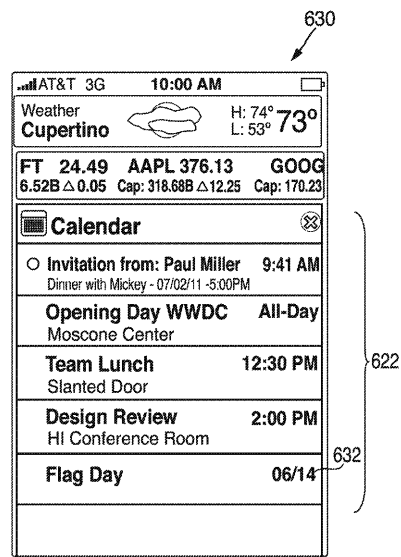 630
AT&T 3G 10:00 AM
Weather
Cupertino
H: 74°
L: 53°
73°
FT 24.49 AAPL 376.13 GOOG
6.52B △ 0.05 Cap: 318.68B △ 12.25 Cap: 170.23
Calendar
Invitation from: Paul Miller 9:41 AM
Dinner with Mickey - 07/02/11 -5:00PM
Opening Day WWDC All-Day
Moscone Center
Team Lunch 12:30 PM
Slanted Door
622
Design Review 2:00 PM
HI Conference Room
632
Flag Day 06/14